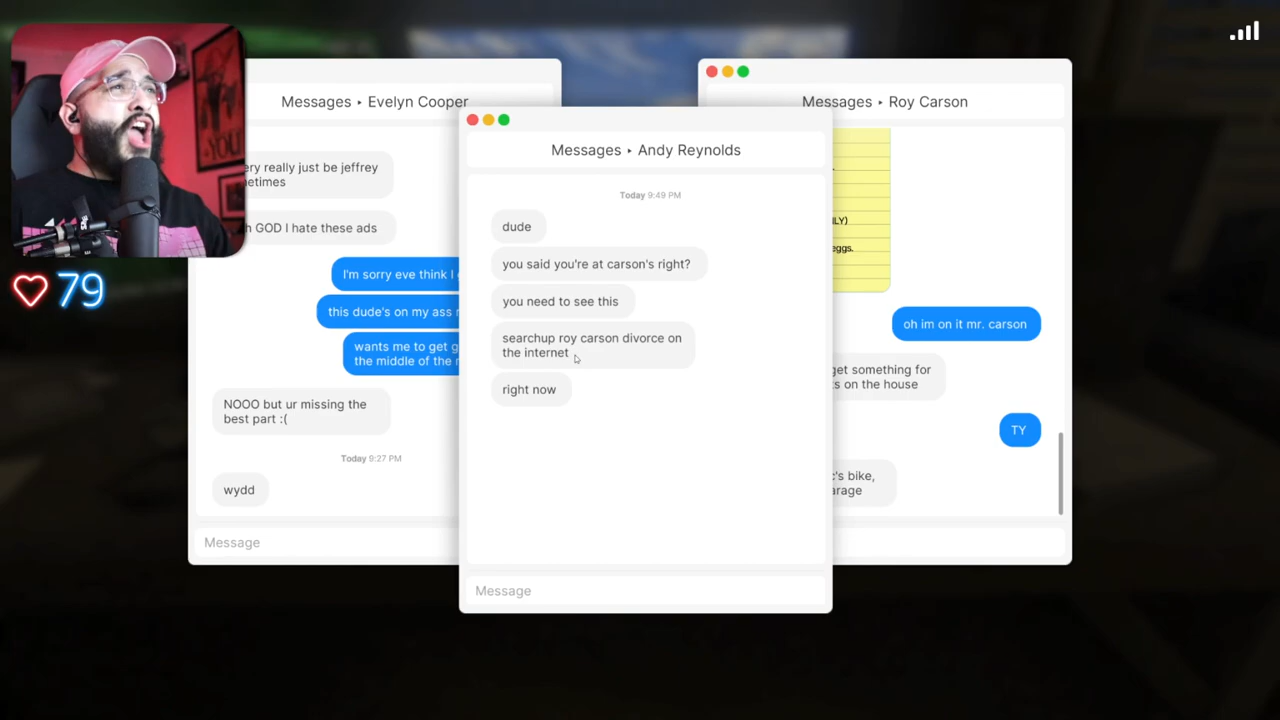 79
Messages ▸ Evelyn Cooper
ery really just be jeffrey
etimes
h GOD I hate these ads
I'm sorry eve think I
this dude's on my ass
wants me to get g
the middle of the
NOOO but ur missing the
best part :(
Today 9:27 PM
wydd
Message
Messages ▸ Andy Reynolds
Today 9:49 PM
dude
you said you're at carson's right?
you need to see this
searchup roy carson divorce on
the internet
right now
Message
Messages ▸ Roy Carson
LY)
eggs.
oh im on it mr. carson
get something for
s on the house
TY
c's bike,
arage